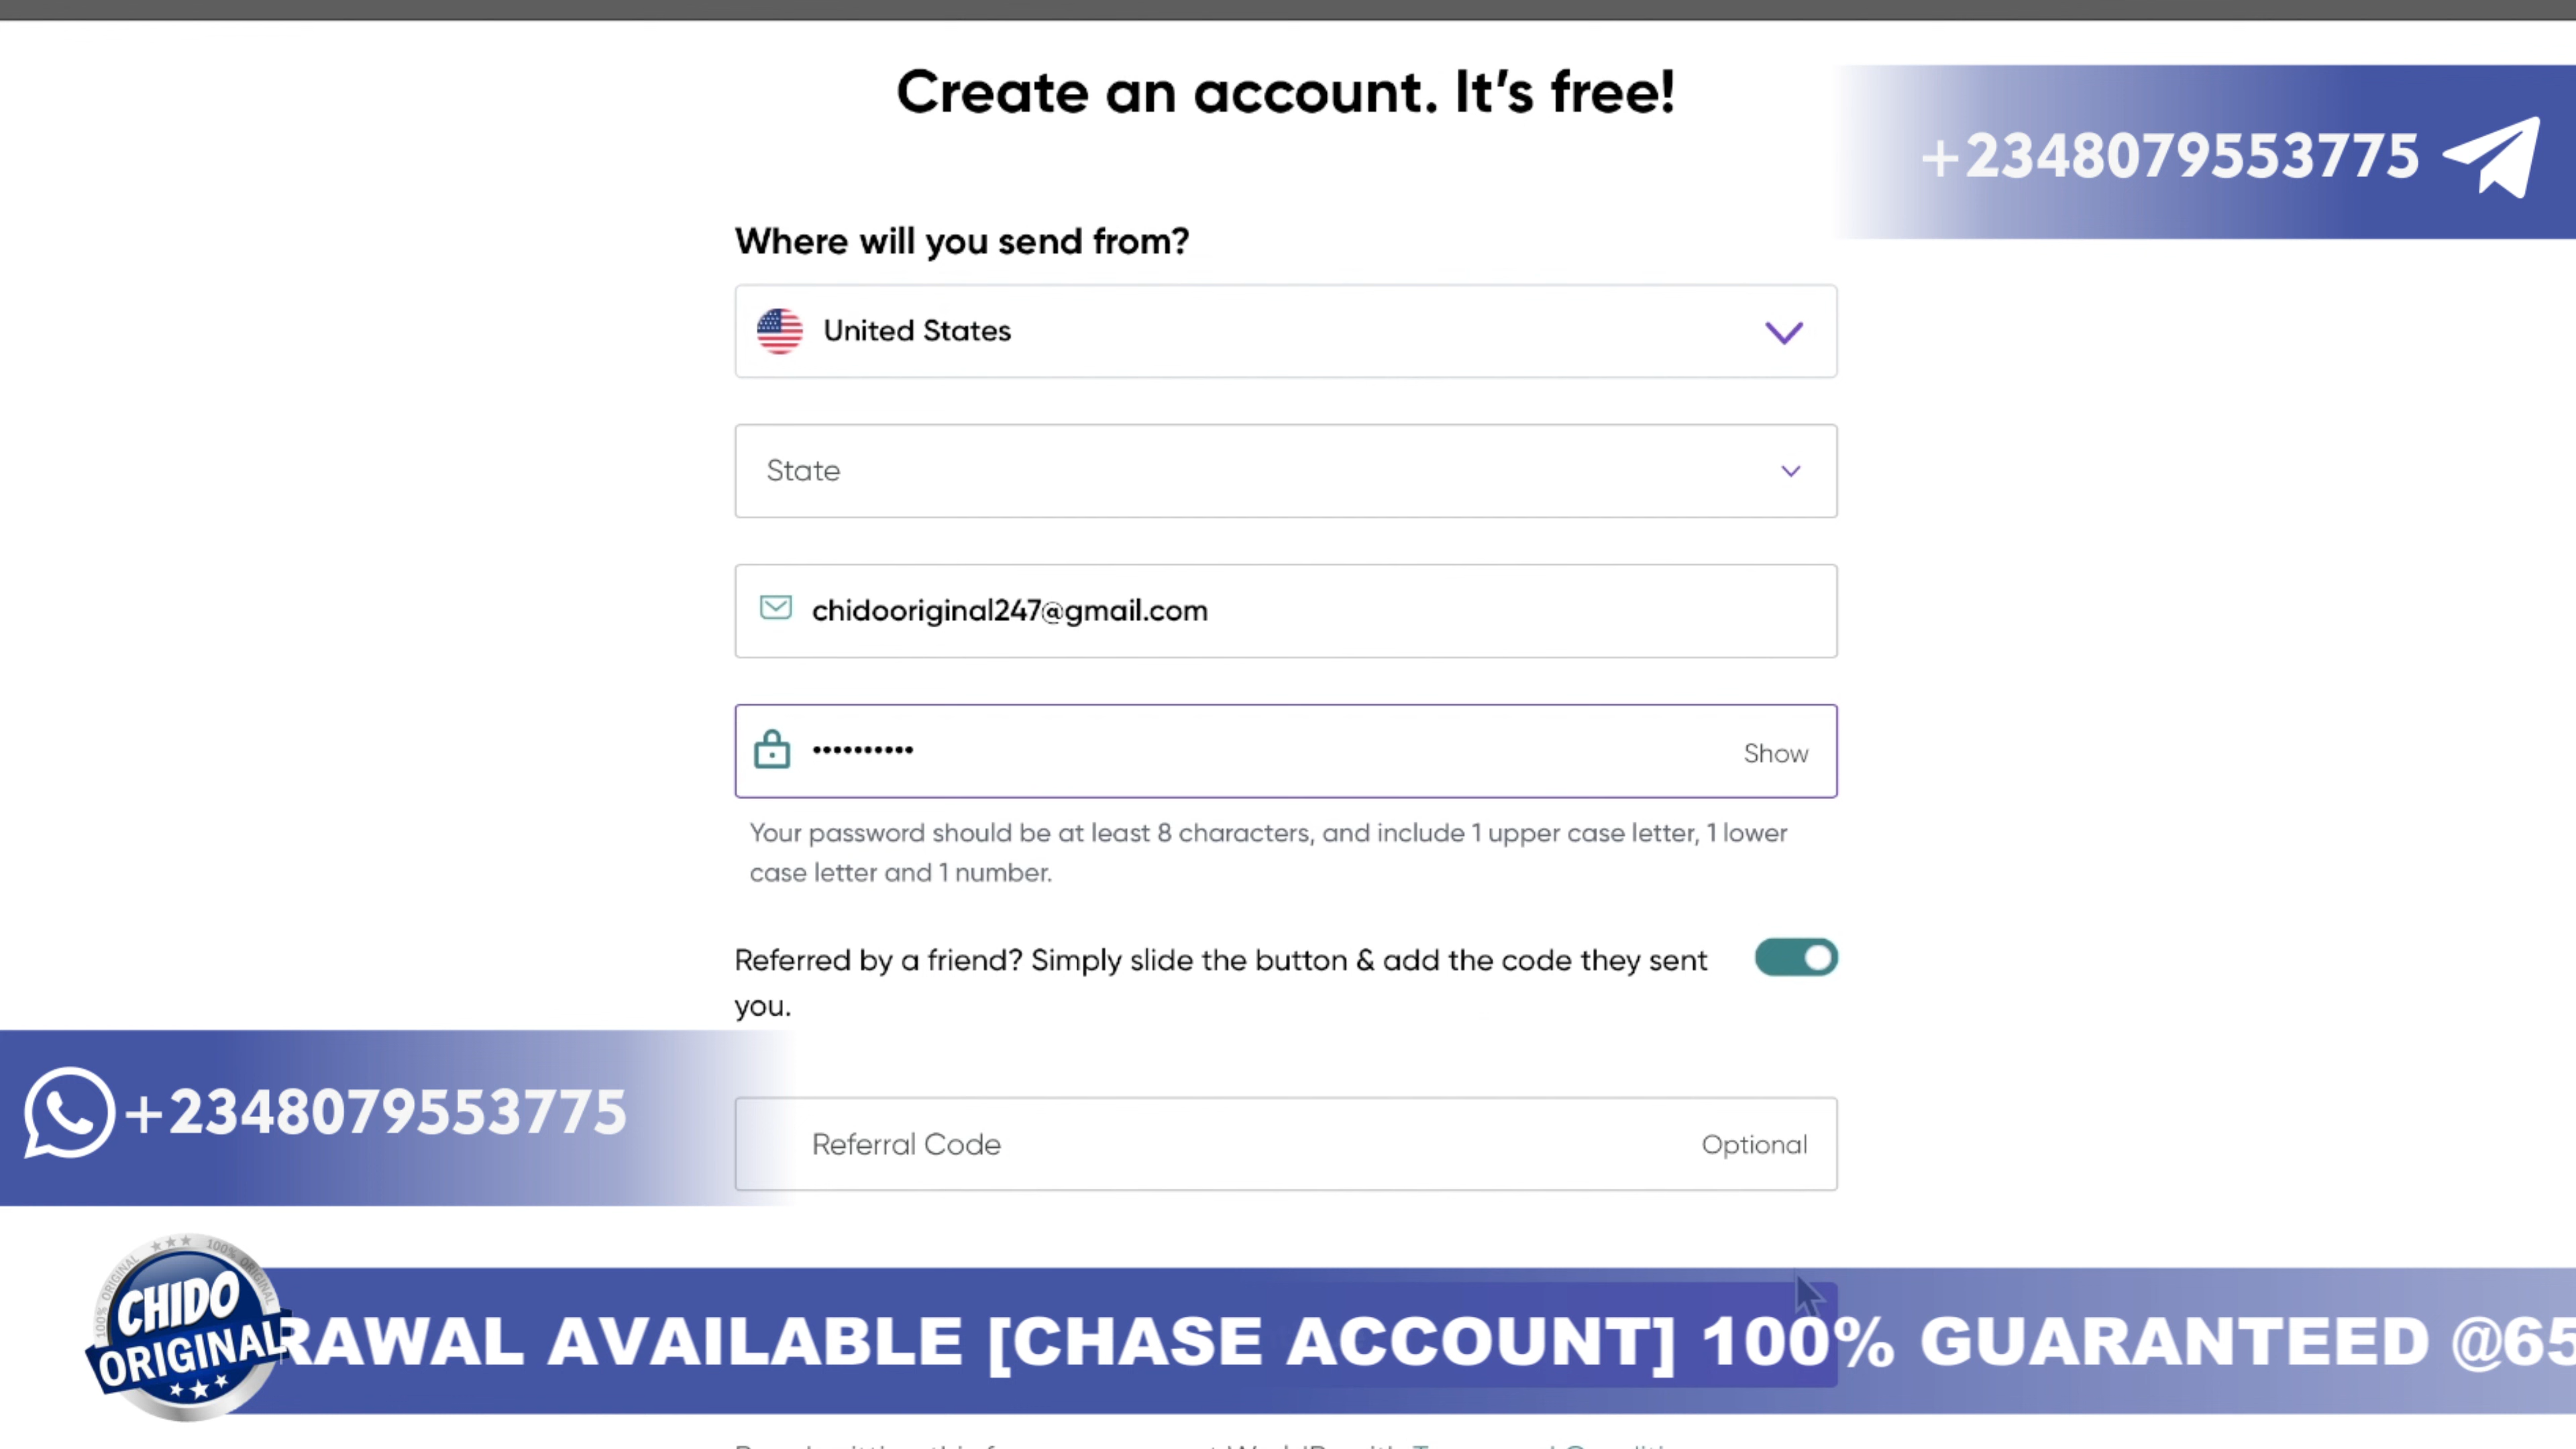 Create an account. It's free!
+2348079553775
Where will you send from?
United States
State
chidooriginal247@gmail.com
••••••••••
Show
Your password should be at least 8 characters, and include 1 upper case letter, 1 lower
case letter and 1 number.
Referred by a friend? Simply slide the button & add the code they sent
you.
+2348079553775
Referral Code
Optional
100% ORIGINAL
CHIDO
ORIGINAL
RAWAL AVAILABLE [CHASE ACCOUNT] 100% GUARANTEED @65